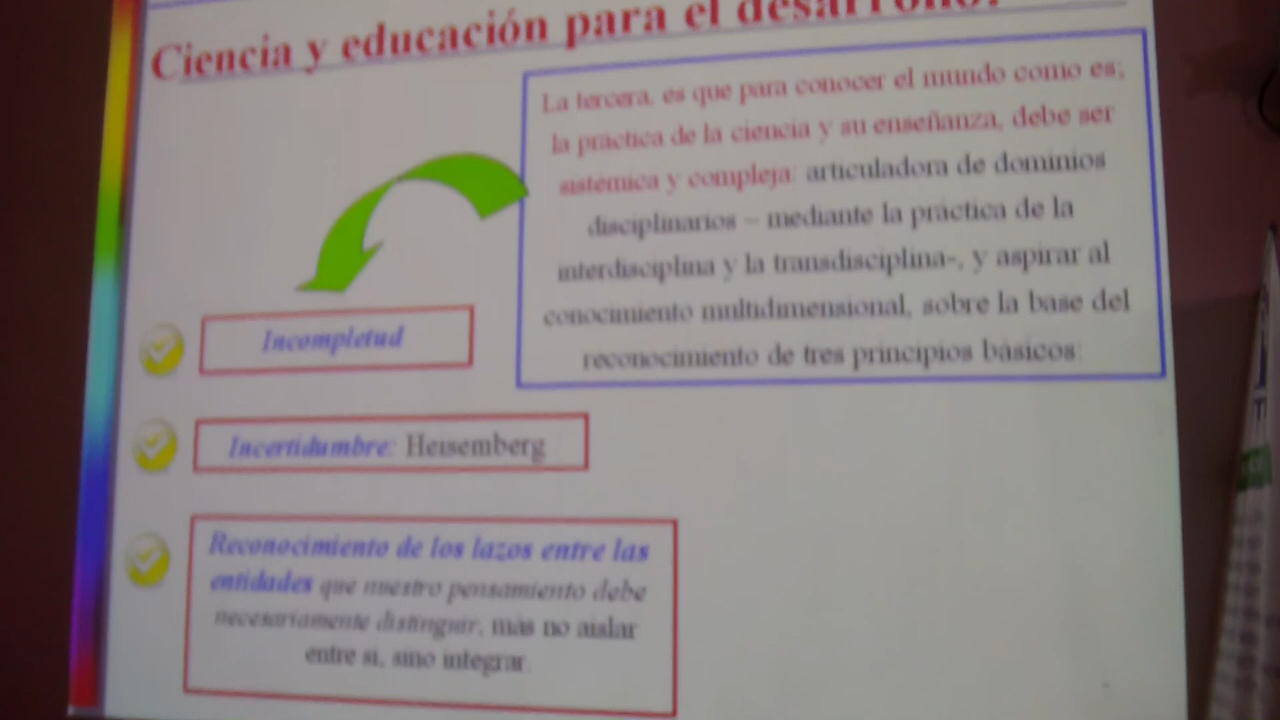 Ciencia y educación para el desarrollo.
La tercera, es que para conocer el mundo como es;
la práctica de la ciencia y su enseñanza, debe ser
sistémica y compleja: articuladora de dominios
disciplinarios – mediante la práctica de la
interdisciplina y la transdisciplina-, y aspirar al
conocimiento multidimensional, sobre la base del
reconocimiento de tres principios básicos:
Incompletud
Incertidumbre: Heisemberg
Reconocimiento de los lazos entre las
entidades que nuestro pensamiento debe
necesariamente distinguir, más no aislar
entre sí, sino integrar.